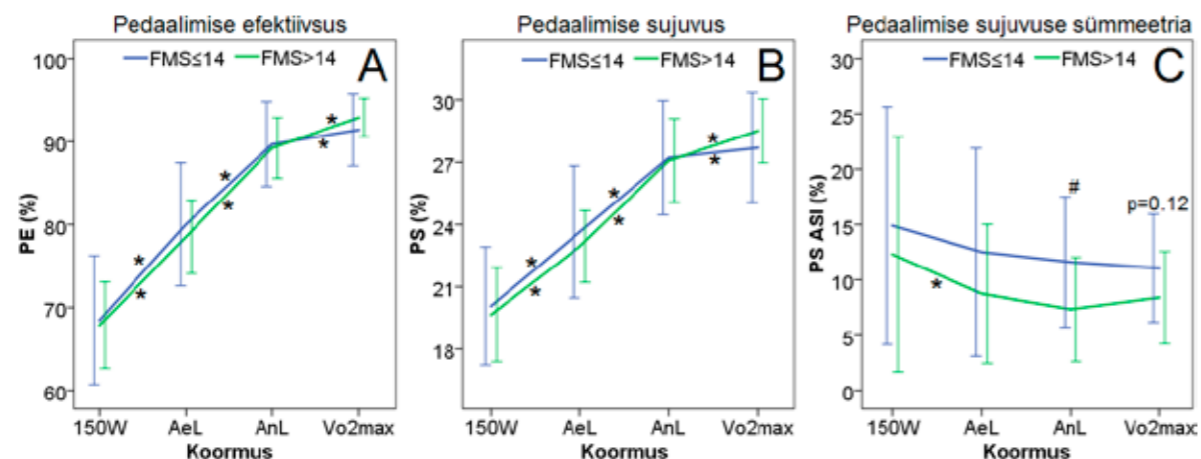 Pedaalimise efektiivsus
FMS≤14 FMS>14 A
100
90
80
70
60
PE (%)
* * * * * *
150W AeL AnL Vo2max
Koormus
Pedaalimise sujuvus
FMS≤14 FMS>14 B
30
27
24
21
18
PS (%)
* * * * * *
150W AeL AnL Vo2max
Koormus
Pedaalimise sujuvuse sümmeetria
FMS≤14 FMS>14 C
30
25
20
15
10
5
0
PS ASI (%)
#
p=0.12
*
150W AeL AnL Vo2max
Koormus